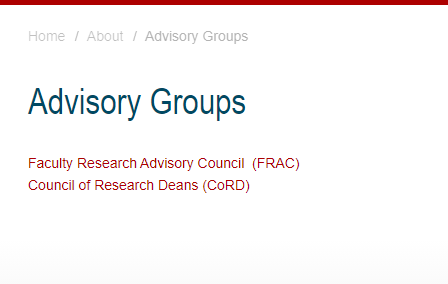 Home / About / Advisory Groups
Advisory Groups
Faculty Research Advisory Council (FRAC)
Council of Research Deans (CoRD)